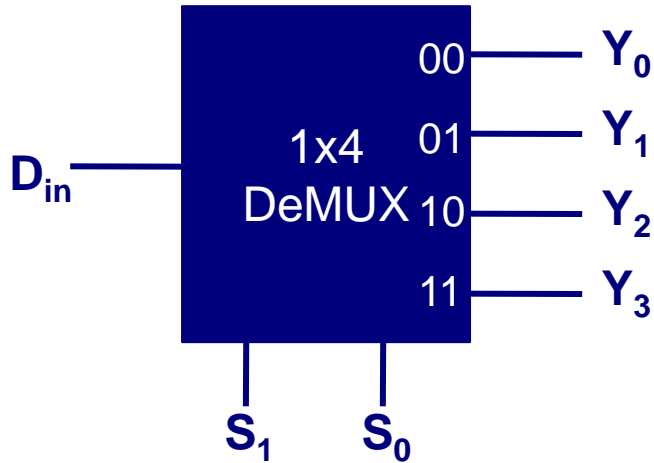 00 Y₀
1x4 01 Y₁
Dᵢₙ
DeMUX 10 Y₂
11 Y₃
S₁ S₀